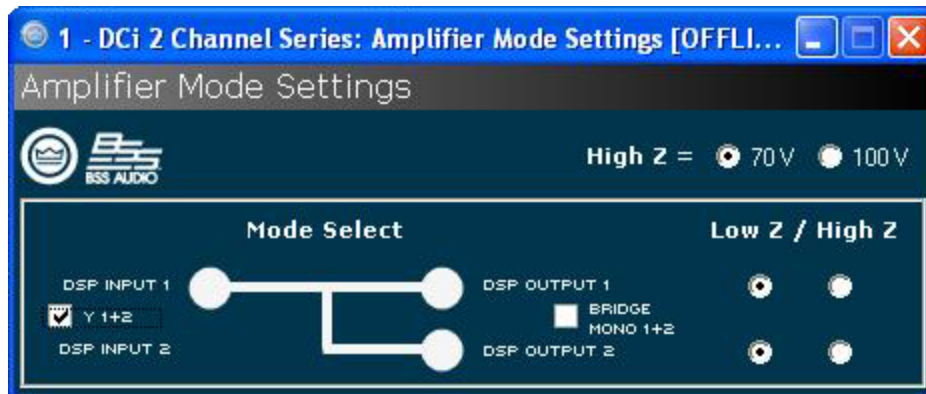 1 - DCi 2 Channel Series: Amplifier Mode Settings [OFFLI...
Amplifier Mode Settings
BSS AUDIO
High Z = 70V 100V
Mode Select Low Z / High Z
DSP INPUT 1 DSP OUTPUT 1
Y 1+2 BRIDGE
MONO 1+2
DSP INPUT 2 DSP OUTPUT 2